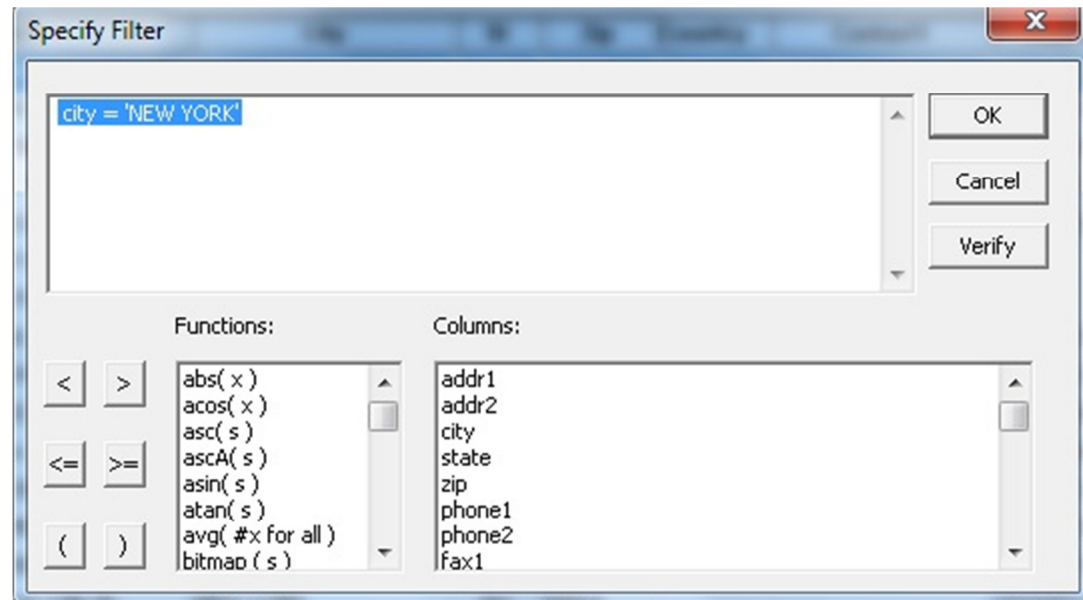 Specify Filter
X
city = 'NEW YORK'
OK
Cancel
Verify
Functions:
Columns:
< >
<= >=
( )
abs( x )
acos( x )
asc( s )
ascA( s )
asin( s )
atan( s )
avg( #x for all )
bitmap ( s )
addr1
addr2
city
state
zip
phone1
phone2
fax1